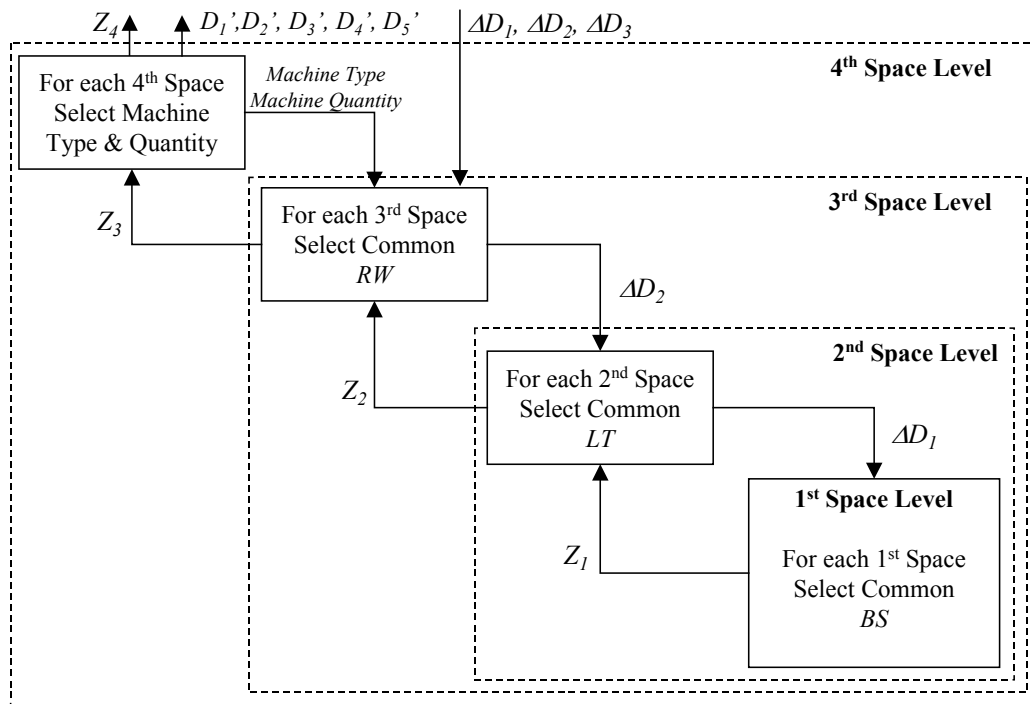 Z₄
D₁’,D₂’, D₃’, D₄’, D₅’
ΔD₁, ΔD₂, ΔD₃
4ᵗʰ Space Level
For each 4ᵗʰ Space
Select Machine
Type & Quantity
Machine Type
Machine Quantity
3ʳᵈ Space Level
For each 3ʳᵈ Space
Select Common
RW
Z₃
ΔD₂
2ⁿᵈ Space Level
For each 2ⁿᵈ Space
Select Common
LT
Z₂
ΔD₁
1ˢᵗ Space Level
For each 1ˢᵗ Space
Select Common
BS
Z₁